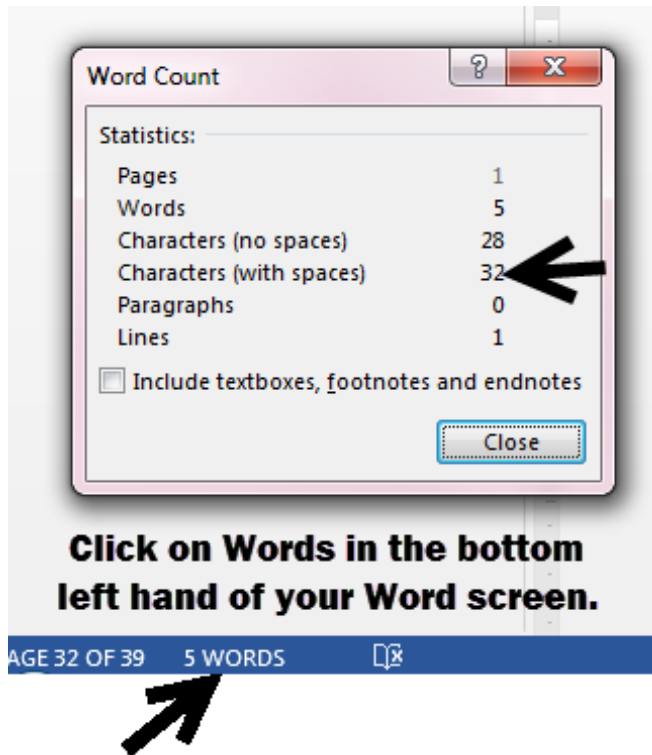 Word Count
Statistics:
Pages 1
Words 5
Characters (no spaces) 28
Characters (with spaces) 32
Paragraphs 0
Lines 1
Include textboxes, footnotes and endnotes
Close
Click on Words in the bottom
left hand of your Word screen.
AGE 32 OF 39 5 WORDS